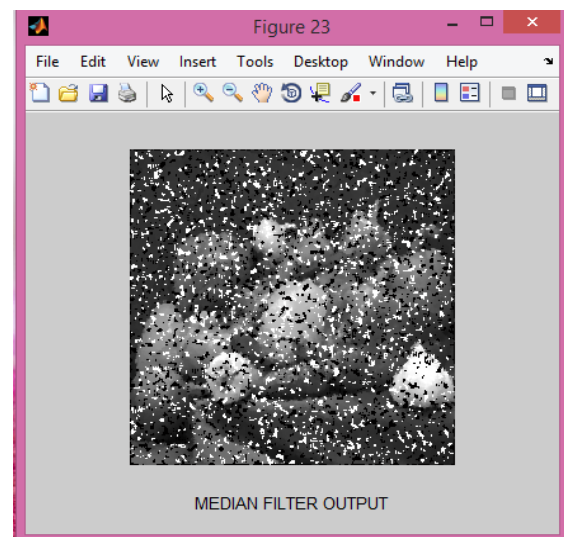 Figure 23
File Edit View Insert Tools Desktop Window Help
MEDIAN FILTER OUTPUT